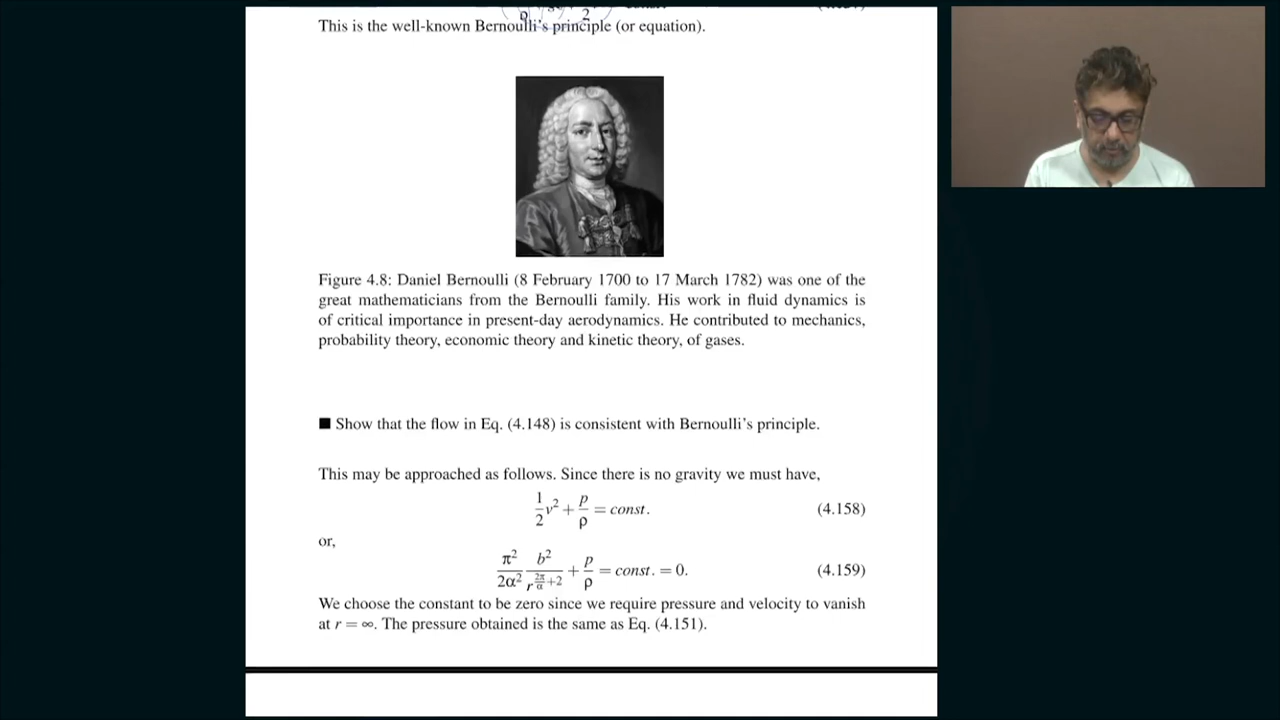 This is the well-known Bernoulli's principle (or equation).
Figure 4.8: Daniel Bernoulli (8 February 1700 to 17 March 1782) was one of the
great mathematicians from the Bernoulli family. His work in fluid dynamics is
of critical importance in present-day aerodynamics. He contributed to mechanics,
probability theory, economic theory and kinetic theory, of gases.
■ Show that the flow in Eq. (4.148) is consistent with Bernoulli's principle.
This may be approached as follows. Since there is no gravity we must have,
1/2 v² + p/ρ = const. (4.158)
or,
π²/2α² b²/r^(2π/α+2) + p/ρ = const. = 0. (4.159)
We choose the constant to be zero since we require pressure and velocity to vanish
at r = ∞. The pressure obtained is the same as Eq. (4.151).